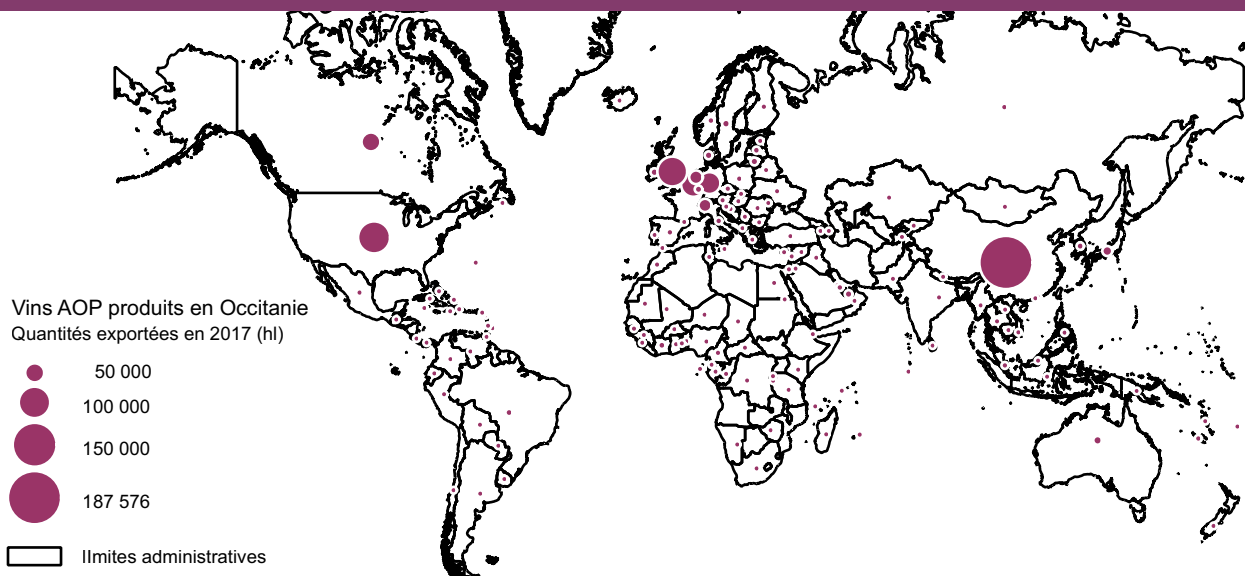 Vins AOP produits en Occitanie
Quantités exportées en 2017 (hl)
50 000
100 000
150 000
187 576
lImites administratives